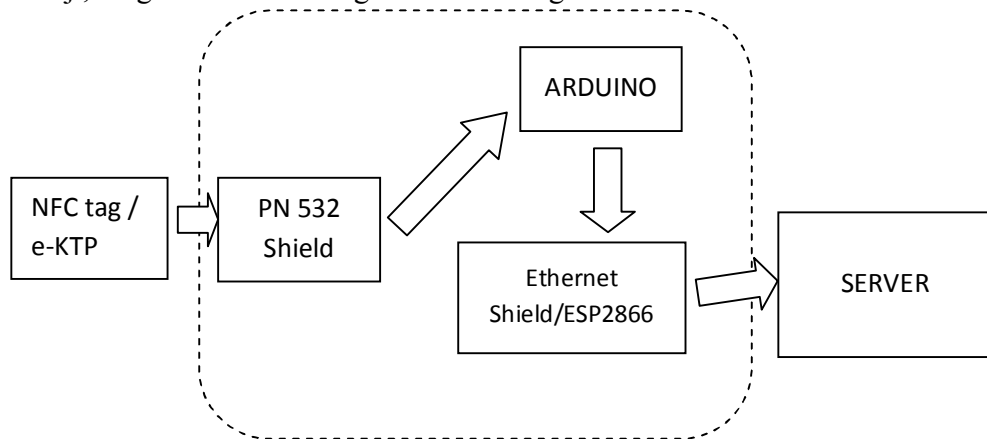 ARDUINO
NFC tag /
e-KTP
PN 532
Shield
Ethernet
Shield/ESP2866
SERVER